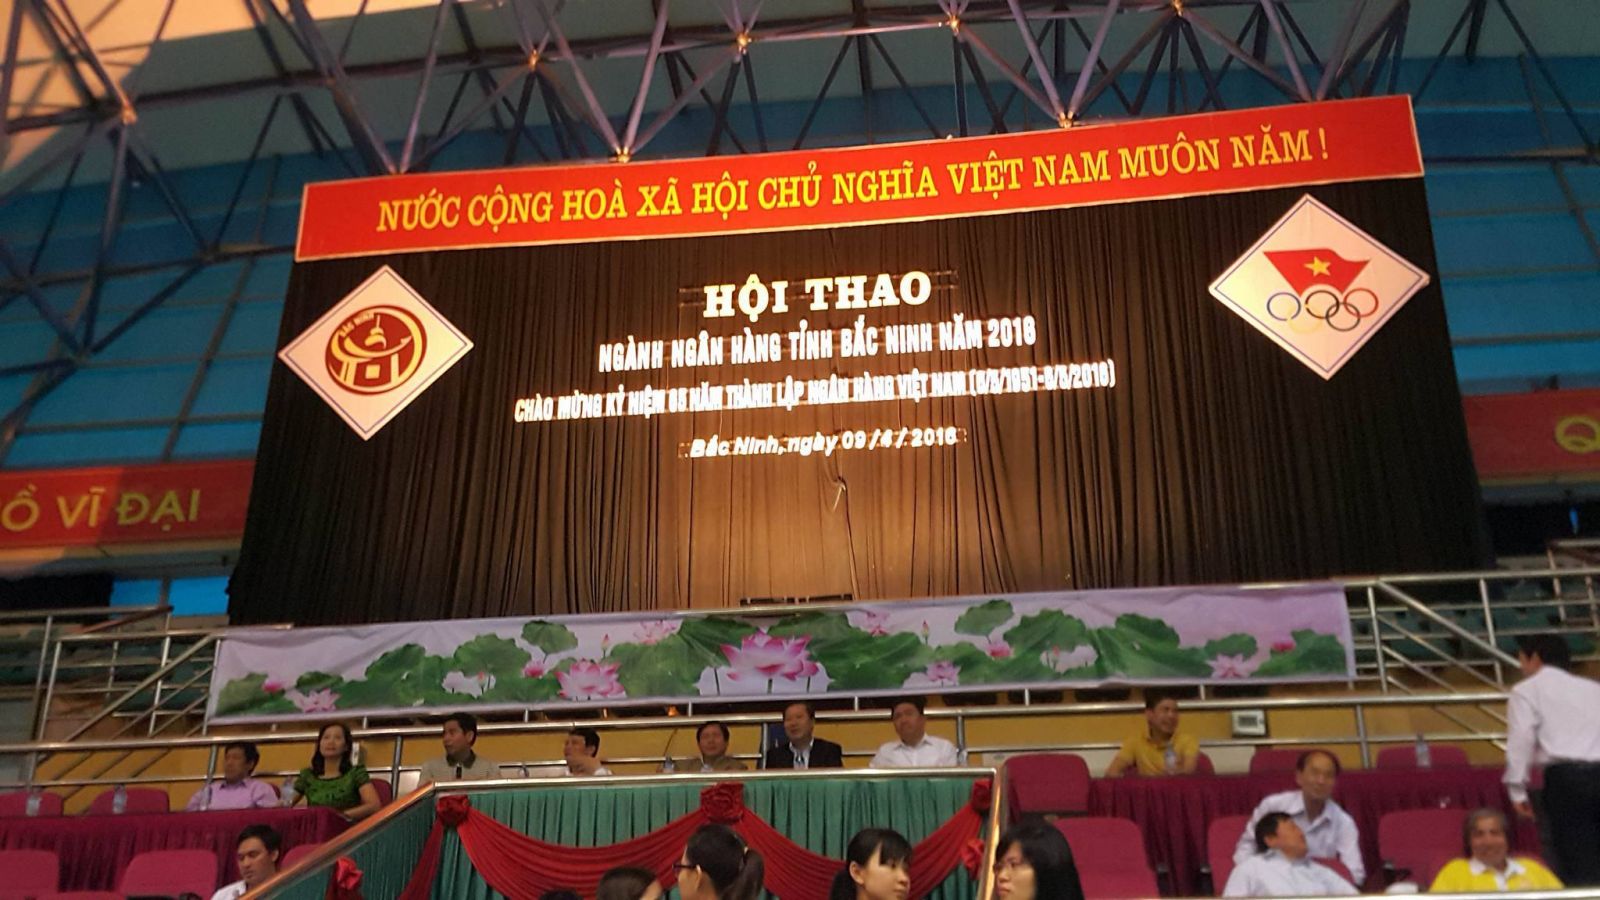 NƯỚC CỘNG HOÀ XÃ HỘI CHỦ NGHĨA VIỆT NAM MUÔN NĂM !
BẮC NINH
HỘI THAO
NGÀNH NGÂN HÀNG TỈNH BẮC NINH NĂM 2016
CHÀO MỪNG KỶ NIỆM 65 NĂM THÀNH LẬP NGÂN HÀNG VIỆT NAM (6/5/1951-6/5/2016)
Bắc Ninh, ngày 09/4/2016
Ồ VĨ ĐẠI
Q